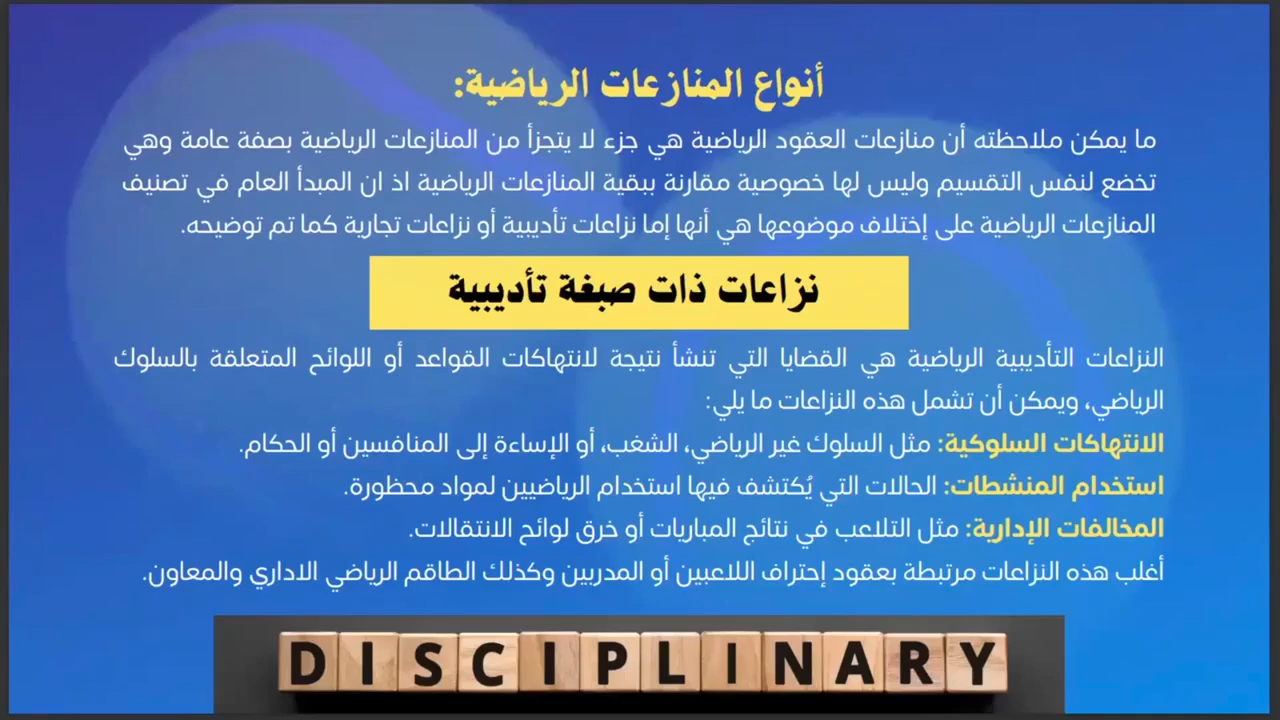 أنواع المنازعات الرياضية:
ما يمكن ملاحظته أن منازعات العقود الرياضية هي جزء لا يتجزأ من المنازعات الرياضية بصفة عامة وهي
تخضع لنفس التقسيم وليس لها خصوصية مقارنة ببقية المنازعات الرياضية اذ ان المبدأ العام في تصنيف
المنازعات الرياضية على إختلاف موضوعها هي أنها إما نزاعات تأديبية أو نزاعات تجارية كما تم توضيحه.
نزاعات ذات صبغة تأديبية
النزاعات التأديبية الرياضية هي القضايا التي تنشأ نتيجة لانتهاكات القواعد أو اللوائح المتعلقة بالسلوك
الرياضي، ويمكن أن تشمل هذه النزاعات ما يلي:
الانتهاكات السلوكية: مثل السلوك غير الرياضي، الشغب، أو الإساءة إلى المنافسين أو الحكام.
استخدام المنشطات: الحالات التي يُكتشف فيها استخدام الرياضيين لمواد محظورة.
المخالفات الإدارية: مثل التلاعب في نتائج المباريات أو خرق لوائح الانتقالات.
أغلب هذه النزاعات مرتبطة بعقود إحتراف اللاعبين أو المدربين وكذلك الطاقم الرياضي الاداري والمعاون.
DISCIPLINARY